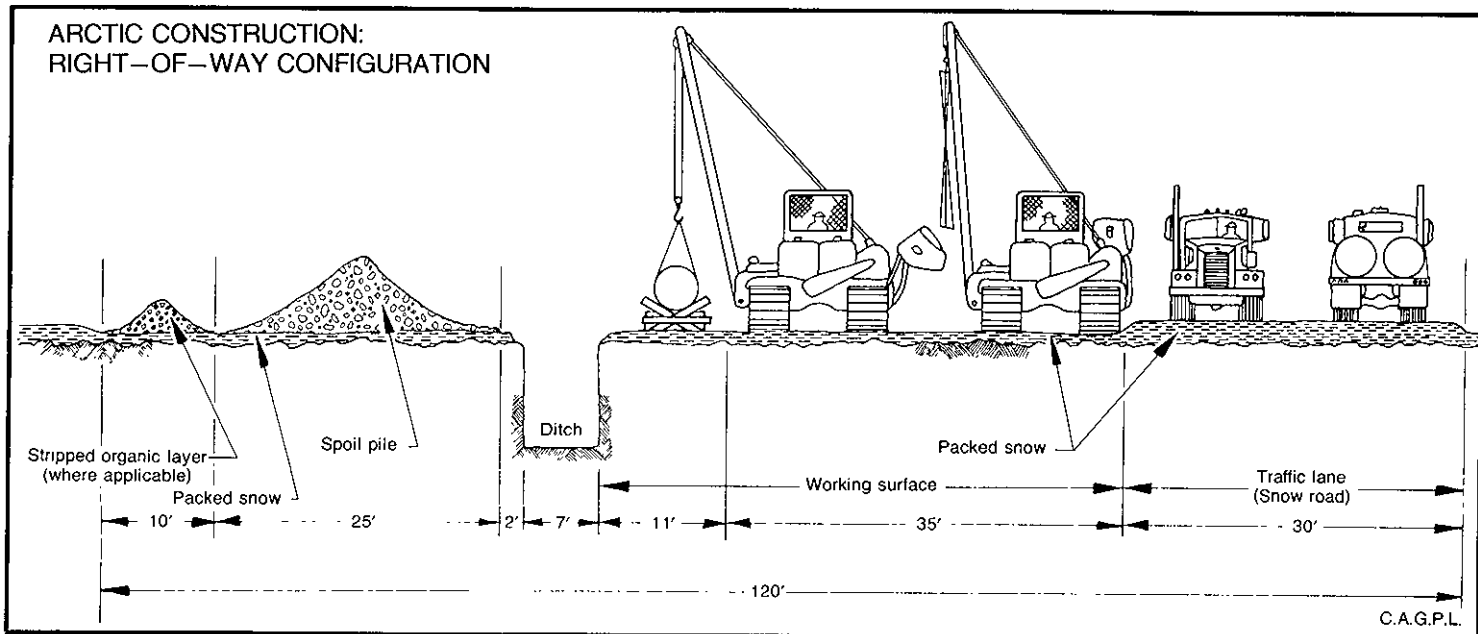 ARCTIC CONSTRUCTION:
RIGHT–OF–WAY CONFIGURATION
Ditch
Spoil pile
Stripped organic layer
(where applicable)
Packed snow
Packed snow
Working surface
Traffic lane
(Snow road)
10′
25′
2′
7′
11′
35′
30′
120′
C.A.G.P.L.